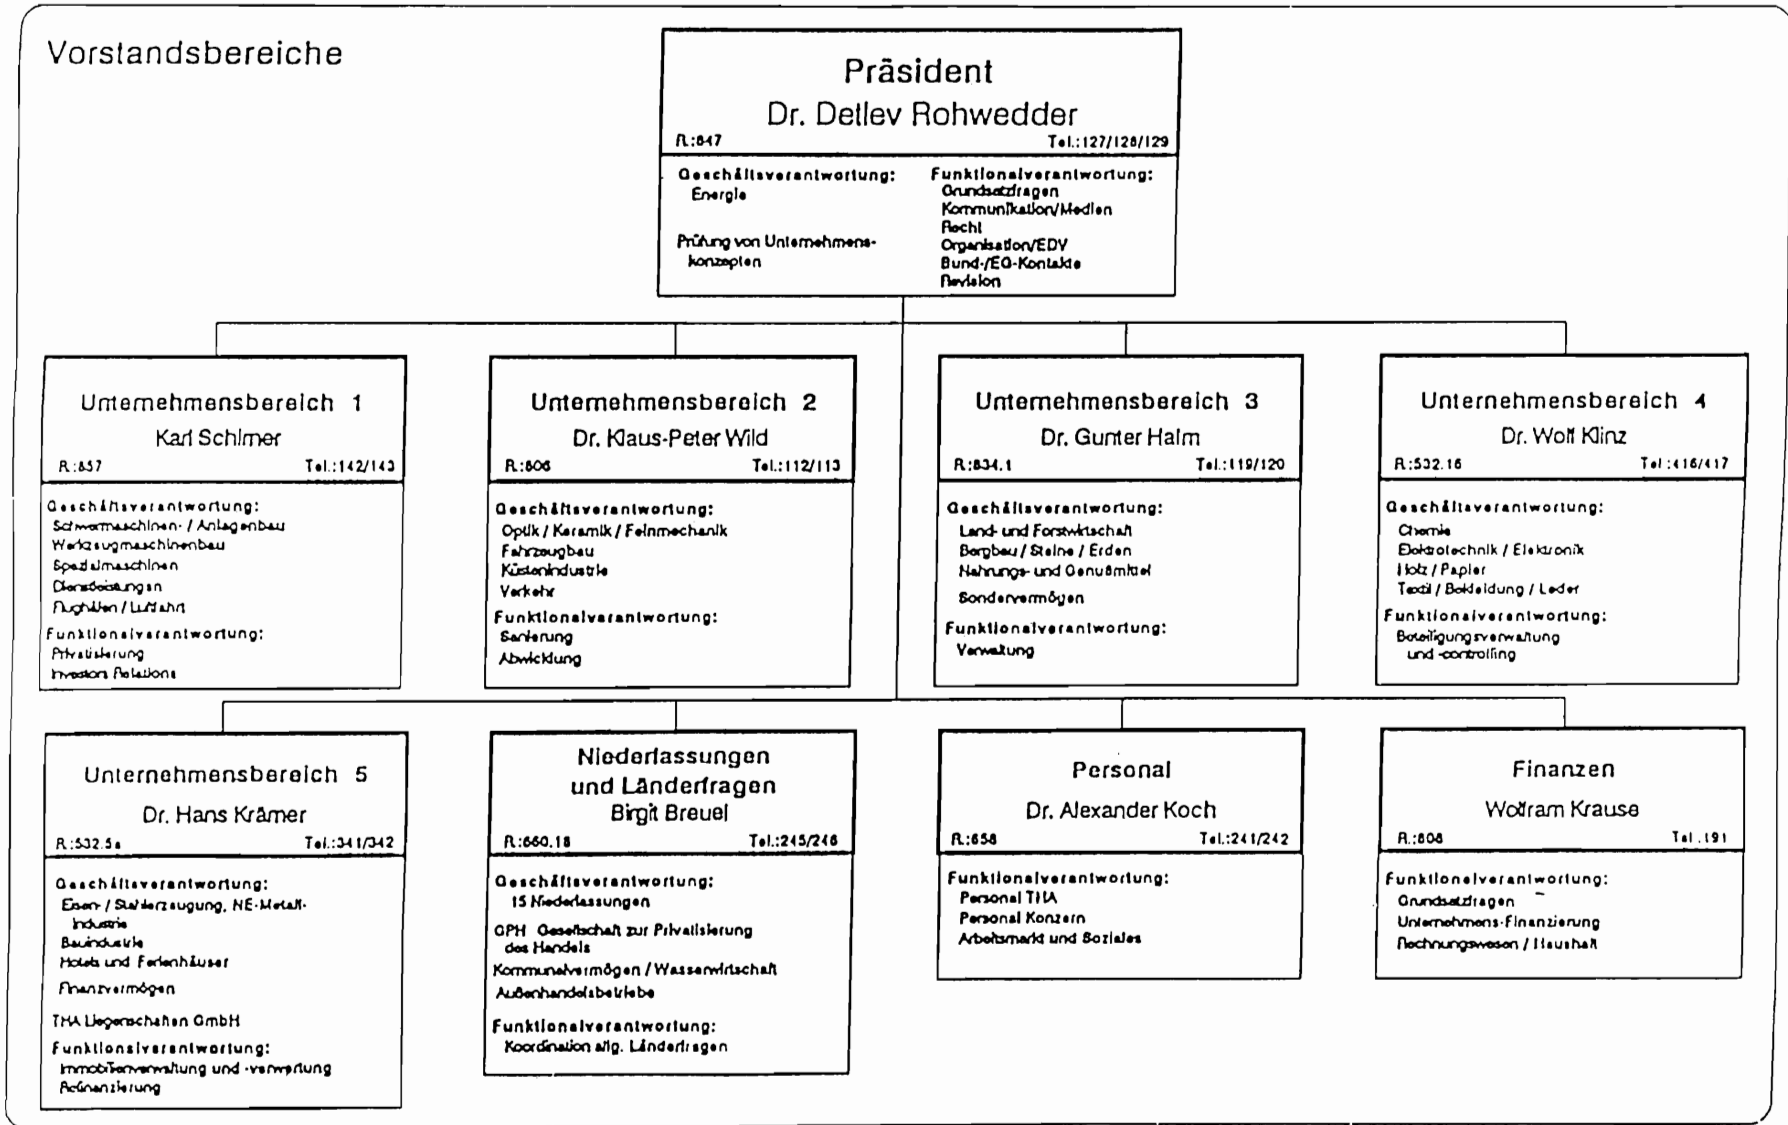 Vorstandsbereiche
Präsident
Dr. Detlev Rohwedder
R.:847 Tel.:127/128/129
Geschäftsverantwortung:
Energie
Prüfung von Unternehmens-
konzepten
Funktionalverantwortung:
Grundsatzfragen
Kommunikation/Medien
Recht
Organisation/EDV
Bund-/EG-Kontakte
Revision
Unternehmensbereich 1
Karl Schirner
R.:857 Tel.:142/143
Geschäftsverantwortung:
Schwermaschinen- / Anlagenbau
Werkzeugmaschinenbau
Spezialmaschinen
Dienstleistungen
Flughäfen / Luftfahrt
Funktionalverantwortung:
Privatisierung
Investors Relations
Unternehmensbereich 2
Dr. Klaus-Peter Wild
R.:806 Tel.:112/113
Geschäftsverantwortung:
Optik / Keramik / Feinmechanik
Fahrzeugbau
Küstenindustrie
Verkehr
Funktionalverantwortung:
Sanierung
Abwicklung
Unternehmensbereich 3
Dr. Gunter Halm
R.:834.1 Tel.:119/120
Geschäftsverantwortung:
Land- und Forstwirtschaft
Bergbau / Steine / Erden
Nahrungs- und Genußmittel
Sondervermögen
Funktionalverantwortung:
Verwaltung
Unternehmensbereich 4
Dr. Wolf Klinz
R.:532.16 Tel.:416/417
Geschäftsverantwortung:
Chemie
Elektrotechnik / Elektronik
Holz / Papier
Textil / Bekleidung / Leder
Funktionalverantwortung:
Beteiligungsverwaltung
und -controlling
Unternehmensbereich 5
Dr. Hans Krämer
R.:532.5a Tel.:341/342
Geschäftsverantwortung:
Eisen- / Stahlerzeugung, NE-Metall-
Industrie
Bauindustrie
Hotels und Ferienhäuser
Finanzvermögen
THA Liegenschaften GmbH
Funktionalverantwortung:
Immobilienverwaltung und -verwertung
Refinanzierung
Niederlassungen
und Länderfragen
Birgit Breuel
R.:660.18 Tel.:245/246
Geschäftsverantwortung:
15 Niederlassungen
GPH Gesellschaft zur Privatisierung
des Handels
Kommunalvermögen / Wasserwirtschaft
Außenhandelsbetriebe
Funktionalverantwortung:
Koordination allg. Länderfragen
Personal
Dr. Alexander Koch
R.:658 Tel.:241/242
Funktionalverantwortung:
Personal THA
Personal Konzern
Arbeitsmarkt und Soziales
Finanzen
Wolfram Krause
R.:808 Tel.:191
Funktionalverantwortung:
Grundsatzfragen
Unternehmens-Finanzierung
Rechnungswesen / Haushalt